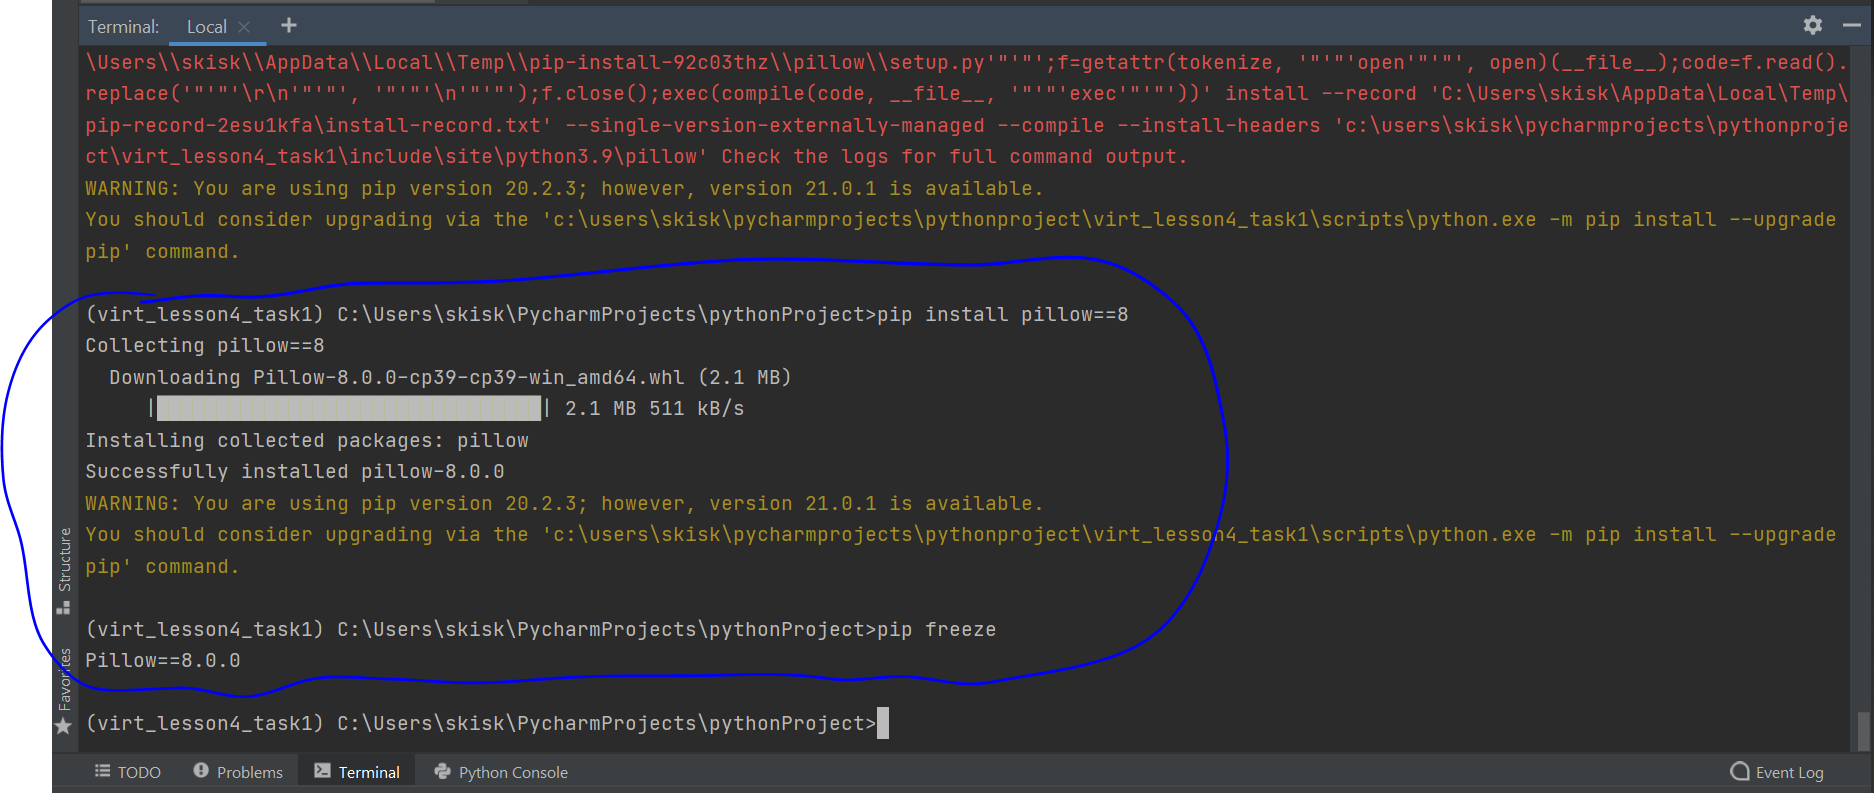 Terminal: Local
\Users\\skisk\\AppData\\Local\\Temp\\pip-install-92c03thz\\pillow\\setup.py'"'"';f=getattr(tokenize, '"'"'open'"'"', open)(__file__);code=f.read().
replace('"'"'\r\n'"'"', '"'"'\n'"'"');f.close();exec(compile(code, __file__, '"'"'exec'"'"'))' install --record 'C:\Users\skisk\AppData\Local\Temp\
pip-record-2esu1kfa\install-record.txt' --single-version-externally-managed --compile --install-headers 'c:\users\skisk\pycharmprojects\pythonproje
ct\virt_lesson4_task1\include\site\python3.9\pillow' Check the logs for full command output.
WARNING: You are using pip version 20.2.3; however, version 21.0.1 is available.
You should consider upgrading via the 'c:\users\skisk\pycharmprojects\pythonproject\virt_lesson4_task1\scripts\python.exe -m pip install --upgrade
pip' command.
(virt_lesson4_task1) C:\Users\skisk\PycharmProjects\pythonProject>pip install pillow==8
Collecting pillow==8
Downloading Pillow-8.0.0-cp39-cp39-win_amd64.whl (2.1 MB)
| | 2.1 MB 511 kB/s
Installing collected packages: pillow
Successfully installed pillow-8.0.0
WARNING: You are using pip version 20.2.3; however, version 21.0.1 is available.
You should consider upgrading via the 'c:\users\skisk\pycharmprojects\pythonproject\virt_lesson4_task1\scripts\python.exe -m pip install --upgrade
pip' command.
(virt_lesson4_task1) C:\Users\skisk\PycharmProjects\pythonProject>pip freeze
Pillow==8.0.0
(virt_lesson4_task1) C:\Users\skisk\PycharmProjects\pythonProject>
Structure
Favorites
TODO Problems Terminal Python Console Event Log